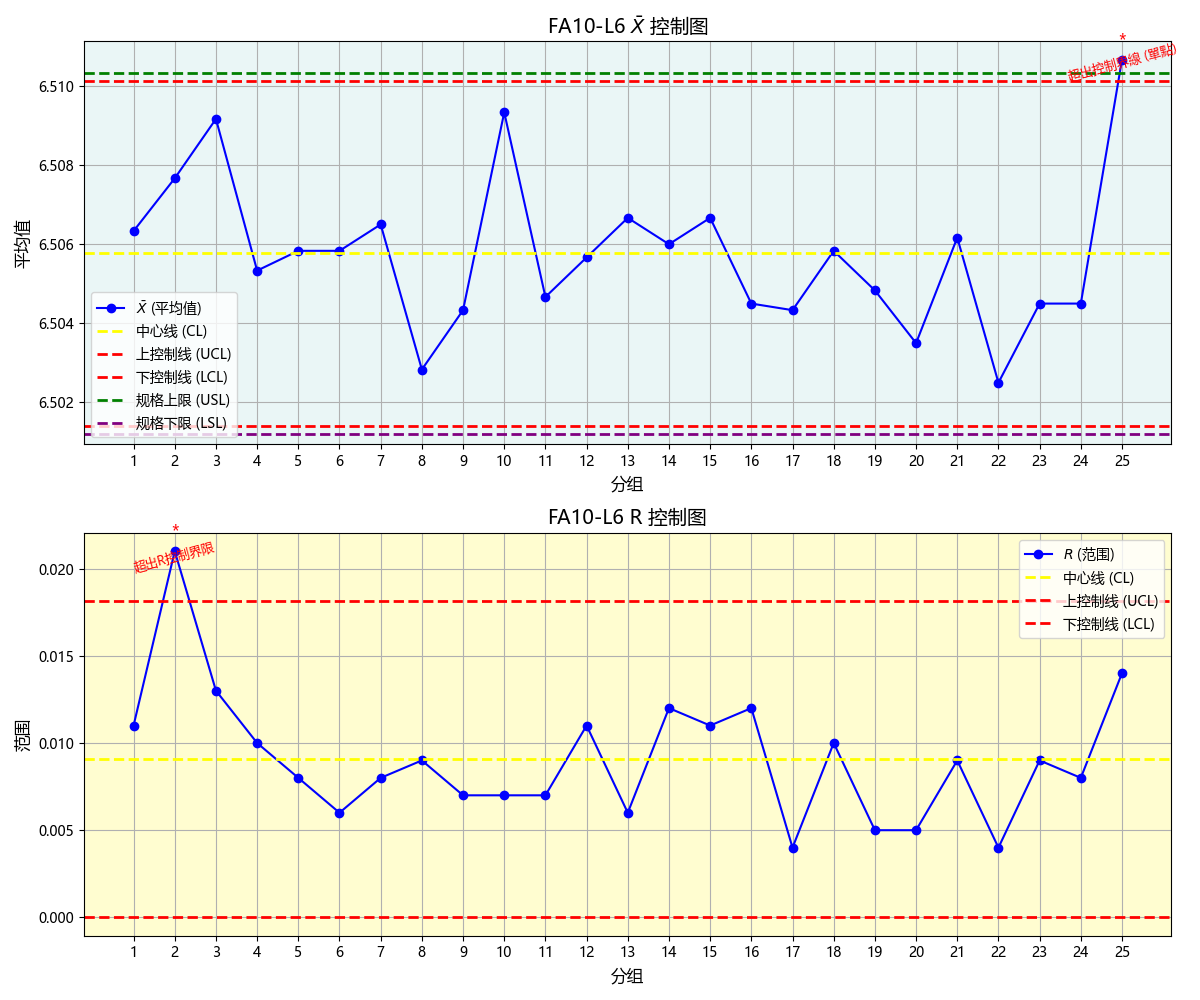 FA10-L6 X̄ 控制图
*
超出控制界線 (單點)
6.510
6.508
6.506
6.504
6.502
平均值
X̄ (平均值)
中心线 (CL)
上控制线 (UCL)
下控制线 (LCL)
规格上限 (USL)
规格下限 (LSL)
1 2 3 4 5 6 7 8 9 10 11 12 13 14 15 16 17 18 19 20 21 22 23 24 25
分组
FA10-L6 R 控制图
*
超出R控制界限
0.020
0.015
0.010
0.005
0.000
范围
R (范围)
中心线 (CL)
上控制线 (UCL)
下控制线 (LCL)
1 2 3 4 5 6 7 8 9 10 11 12 13 14 15 16 17 18 19 20 21 22 23 24 25
分组